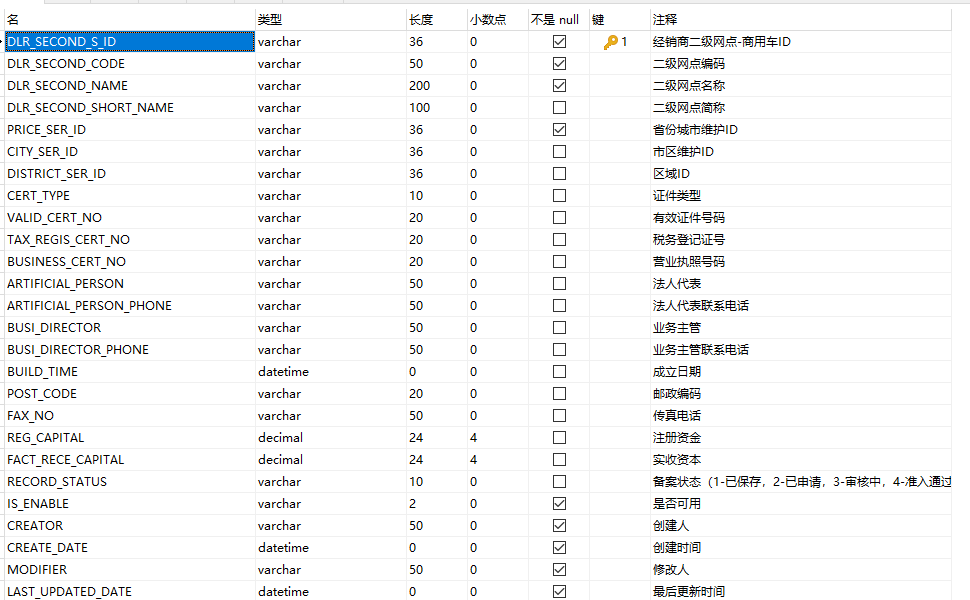 名 类型 长度 小数点 不是 null 键 注释
DLR_SECOND_S_ID varchar 36 0 1 经销商二级网点-商用车ID
DLR_SECOND_CODE varchar 50 0 二级网点编码
DLR_SECOND_NAME varchar 200 0 二级网点名称
DLR_SECOND_SHORT_NAME varchar 100 0 二级网点简称
PRICE_SER_ID varchar 36 0 省份城市维护ID
CITY_SER_ID varchar 36 0 市区维护ID
DISTRICT_SER_ID varchar 36 0 区域ID
CERT_TYPE varchar 10 0 证件类型
VALID_CERT_NO varchar 20 0 有效证件号码
TAX_REGIS_CERT_NO varchar 20 0 税务登记证号
BUSINESS_CERT_NO varchar 20 0 营业执照号码
ARTIFICIAL_PERSON varchar 50 0 法人代表
ARTIFICIAL_PERSON_PHONE varchar 50 0 法人代表联系电话
BUSI_DIRECTOR varchar 50 0 业务主管
BUSI_DIRECTOR_PHONE varchar 50 0 业务主管联系电话
BUILD_TIME datetime 0 0 成立日期
POST_CODE varchar 20 0 邮政编码
FAX_NO varchar 50 0 传真电话
REG_CAPITAL decimal 24 4 注册资金
FACT_RECE_CAPITAL decimal 24 4 实收资本
RECORD_STATUS varchar 10 0 备案状态（1-已保存，2-已申请，3-审核中，4-准入通过
IS_ENABLE varchar 2 0 是否可用
CREATOR varchar 50 0 创建人
CREATE_DATE datetime 0 0 创建时间
MODIFIER varchar 50 0 修改人
LAST_UPDATED_DATE datetime 0 0 最后更新时间